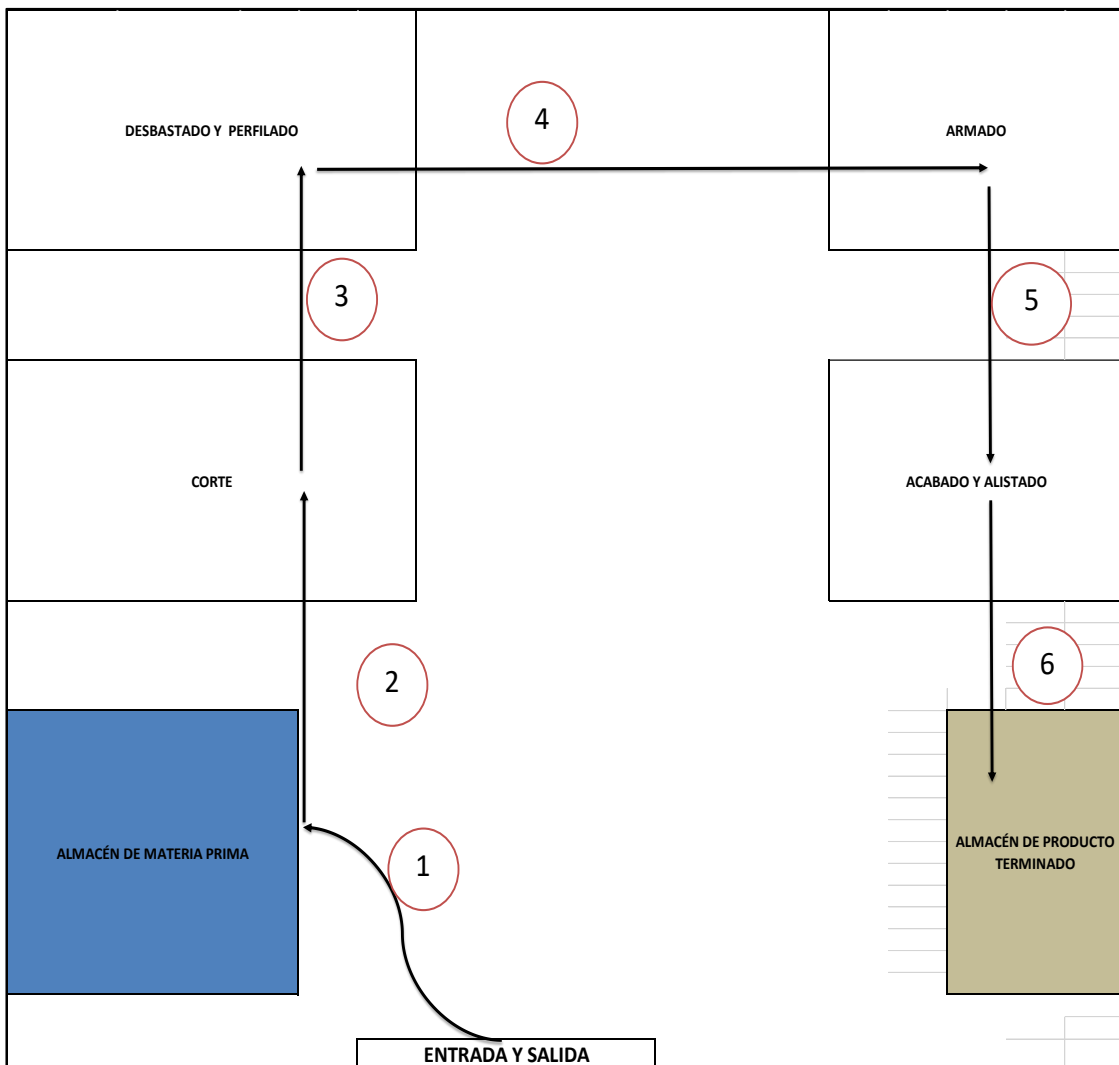 DESBASTADO Y PERFILADO
4
ARMADO
3
5
CORTE
ACABADO Y ALISTADO
2
6
ALMACÉN DE MATERIA PRIMA
1
ALMACÉN DE PRODUCTO
TERMINADO
ENTRADA Y SALIDA